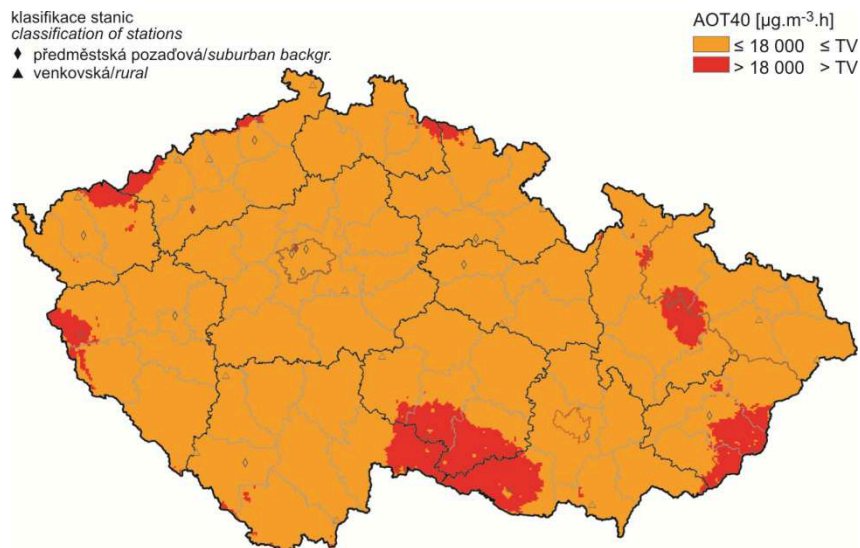 klasifikace stanic
classification of stations
♦ předměstská pozaďová/suburban backgr.
▲ venkovská/rural
AOT40 [µg.m⁻³.h]
≤ 18 000 ≤ TV
> 18 000 > TV